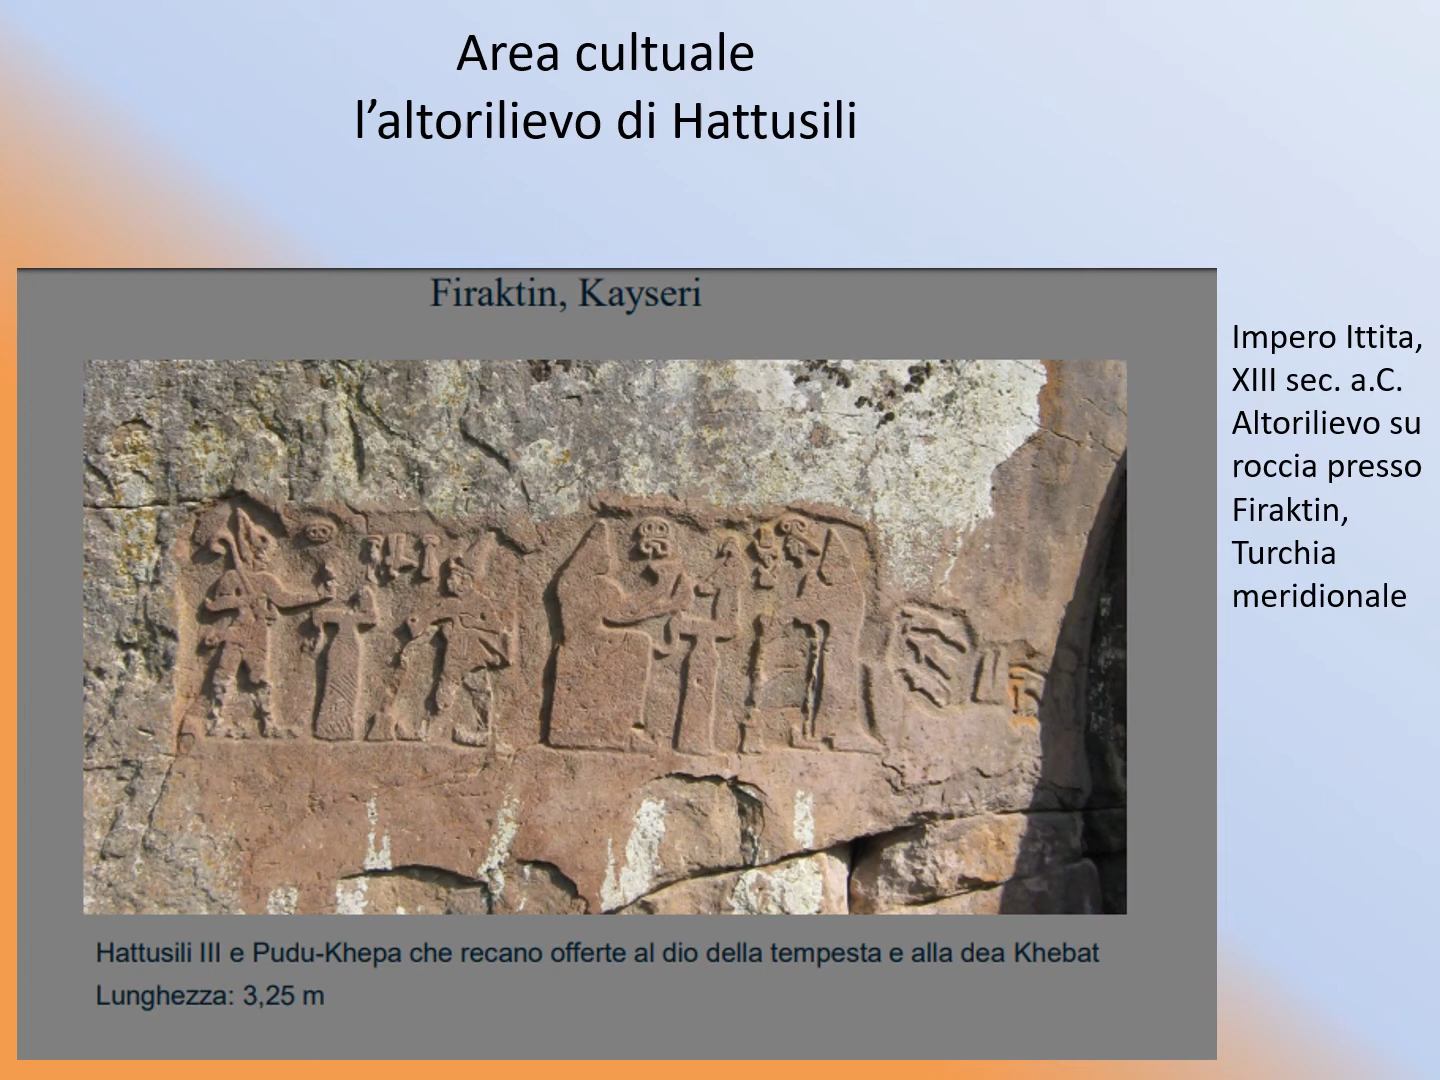 Area cultuale
l’altorilievo di Hattusili
Firaktin, Kayseri
Impero Ittita,
XIII sec. a.C.
Altorilievo su
roccia presso
Firaktin,
Turchia
meridionale
Hattusili III e Pudu-Khepa che recano offerte al dio della tempesta e alla dea Khebat
Lunghezza: 3,25 m